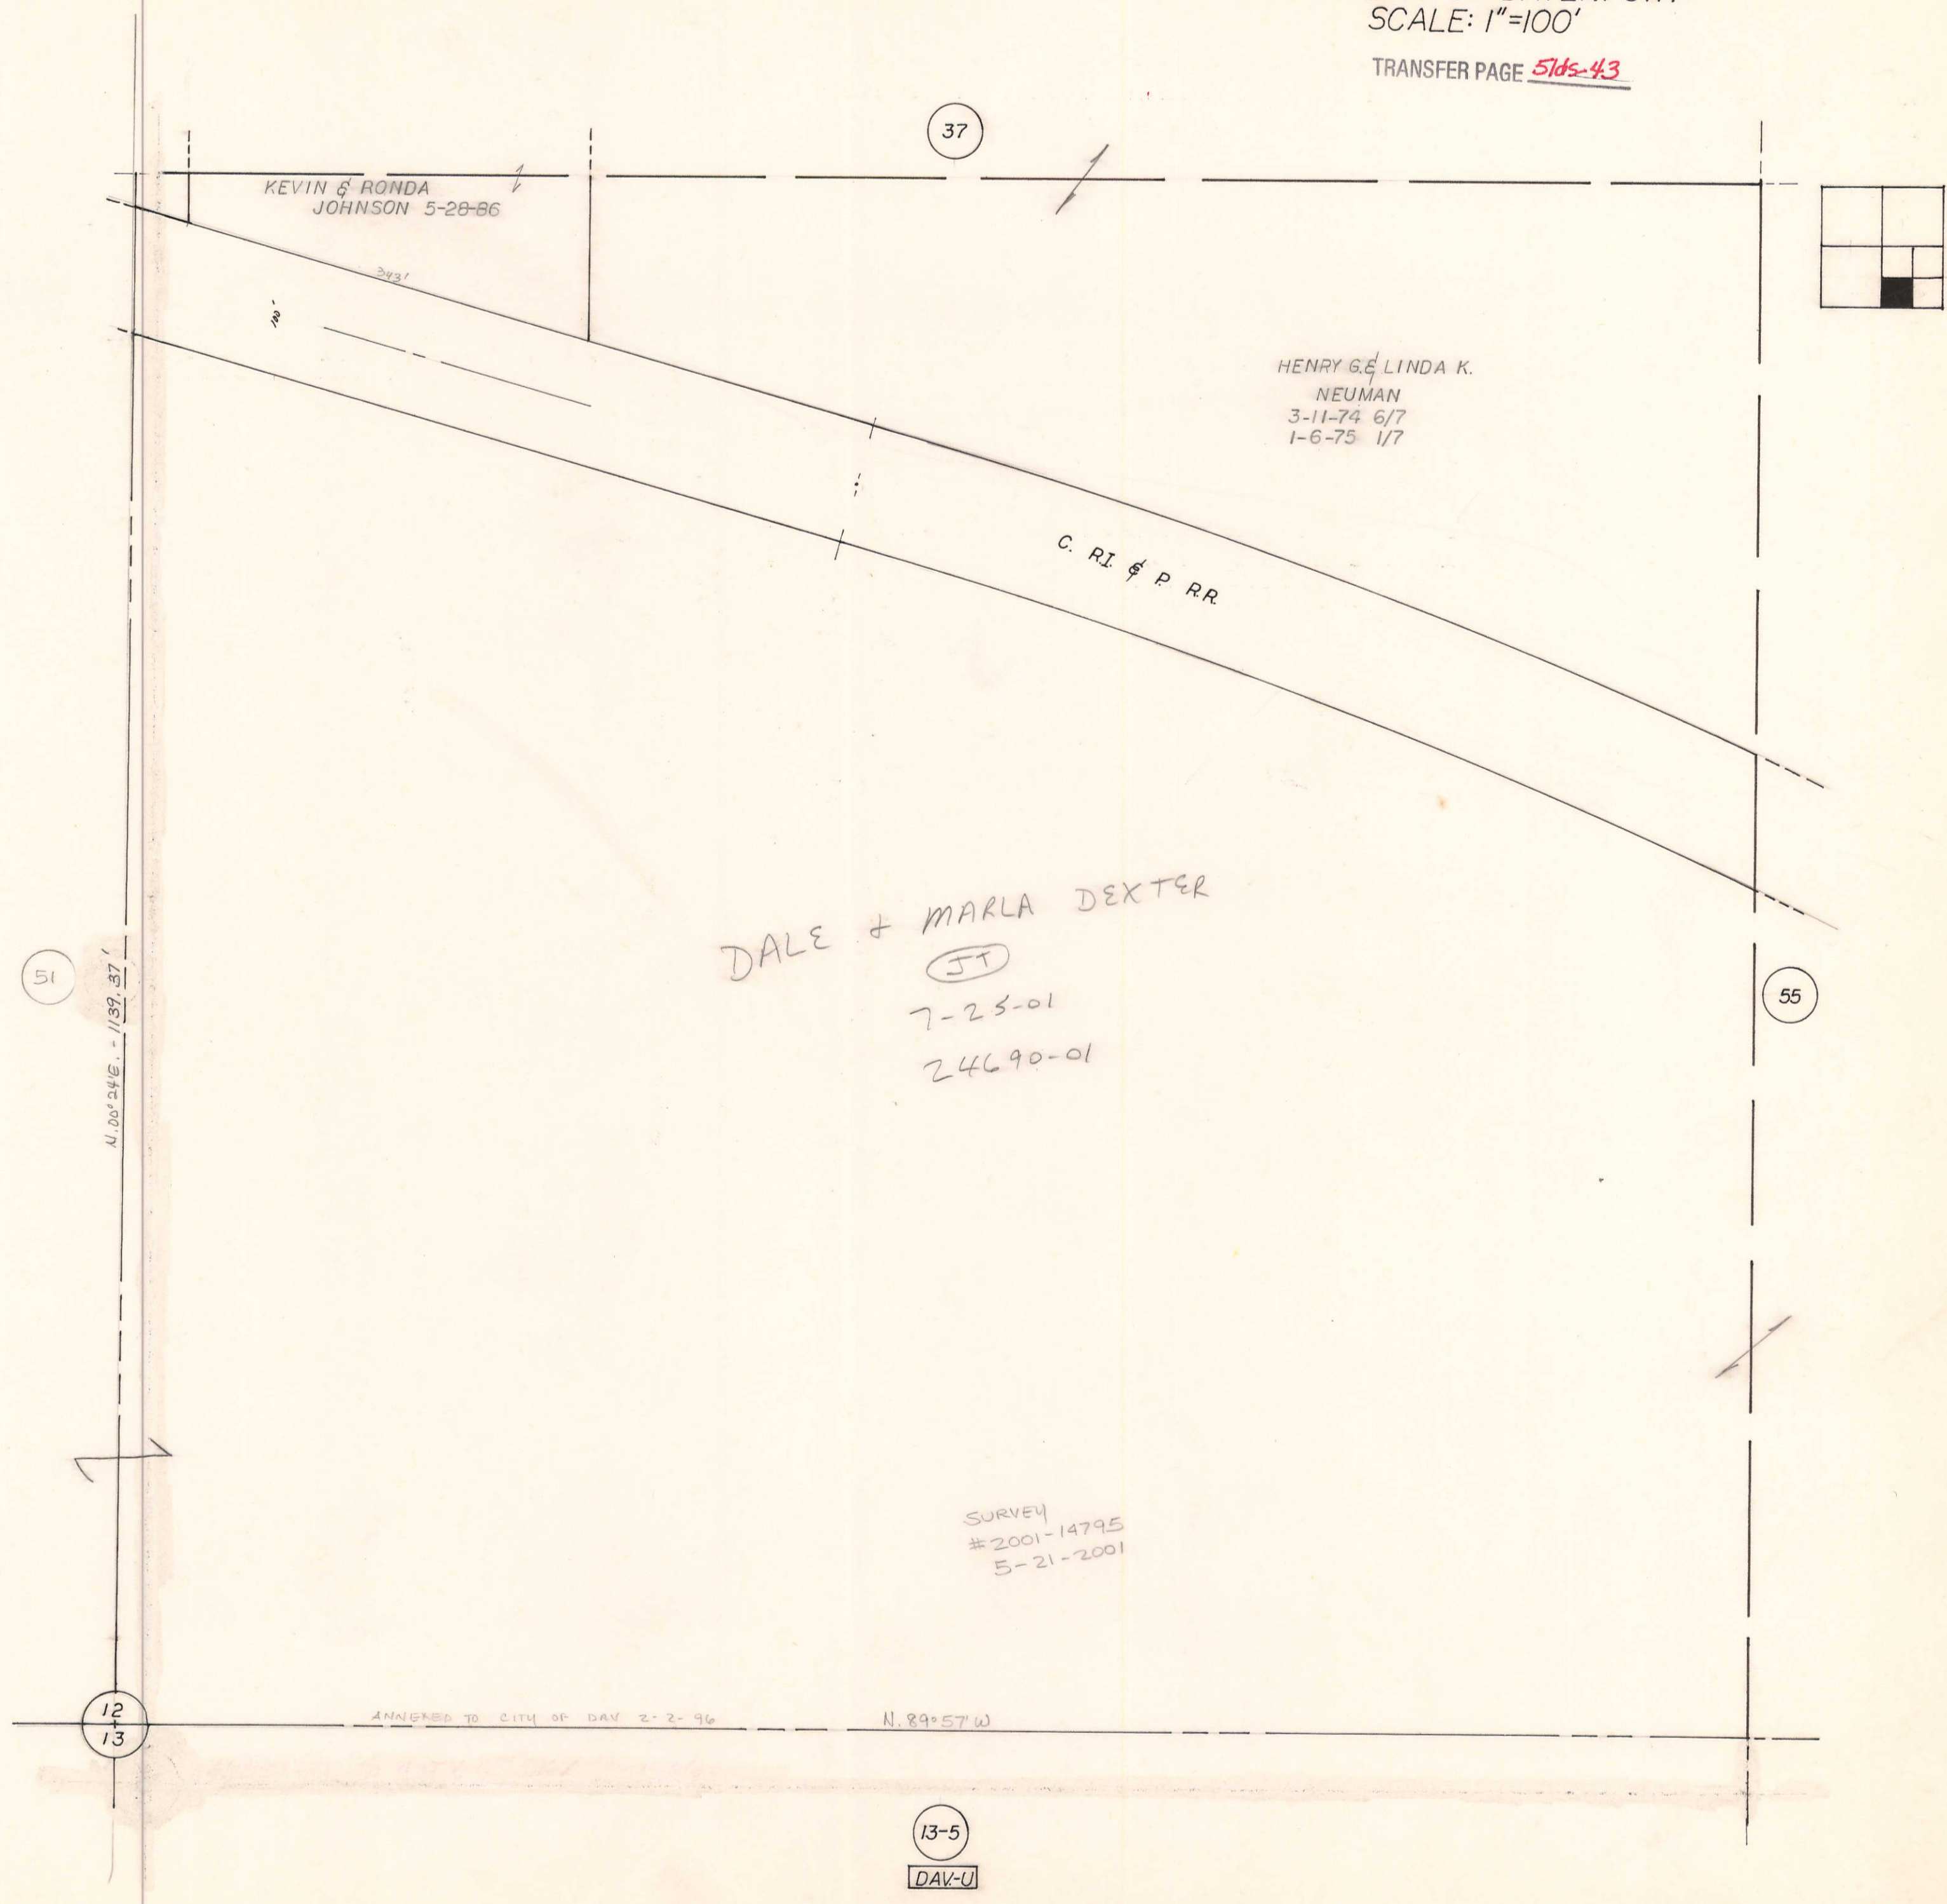 SCALE: 1"=100'
TRANSFER PAGE 51ds-43
37
KEVIN & RONDA
JOHNSON 5-28-86
343'
100'
HENRY G. & LINDA K.
NEUMAN
3-11-74 6/7
1-6-75 1/7
C. R.I. & P. R.R.
DALE & MARLA DEXTER
JT
7-25-01
24690-01
51
N.00°24'E. - 1139.37'
55
SURVEY
#2001-14795
5-21-2001
12
13
ANNEXED TO CITY OF DAV 2-2-96
N.89°57'W
13-5
DAV.-U